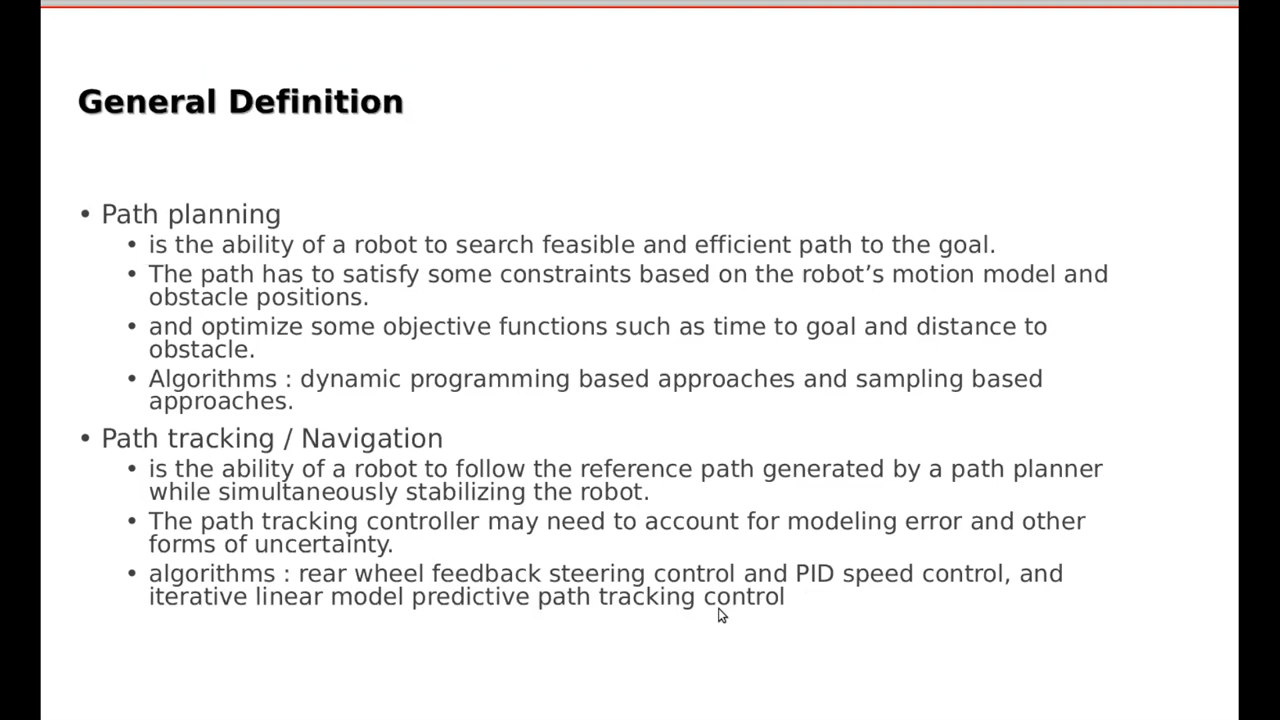 General Definition
• Path planning
• is the ability of a robot to search feasible and efficient path to the goal.
• The path has to satisfy some constraints based on the robot’s motion model and
obstacle positions.
• and optimize some objective functions such as time to goal and distance to
obstacle.
• Algorithms : dynamic programming based approaches and sampling based
approaches.
• Path tracking / Navigation
• is the ability of a robot to follow the reference path generated by a path planner
while simultaneously stabilizing the robot.
• The path tracking controller may need to account for modeling error and other
forms of uncertainty.
• algorithms : rear wheel feedback steering control and PID speed control, and
iterative linear model predictive path tracking control